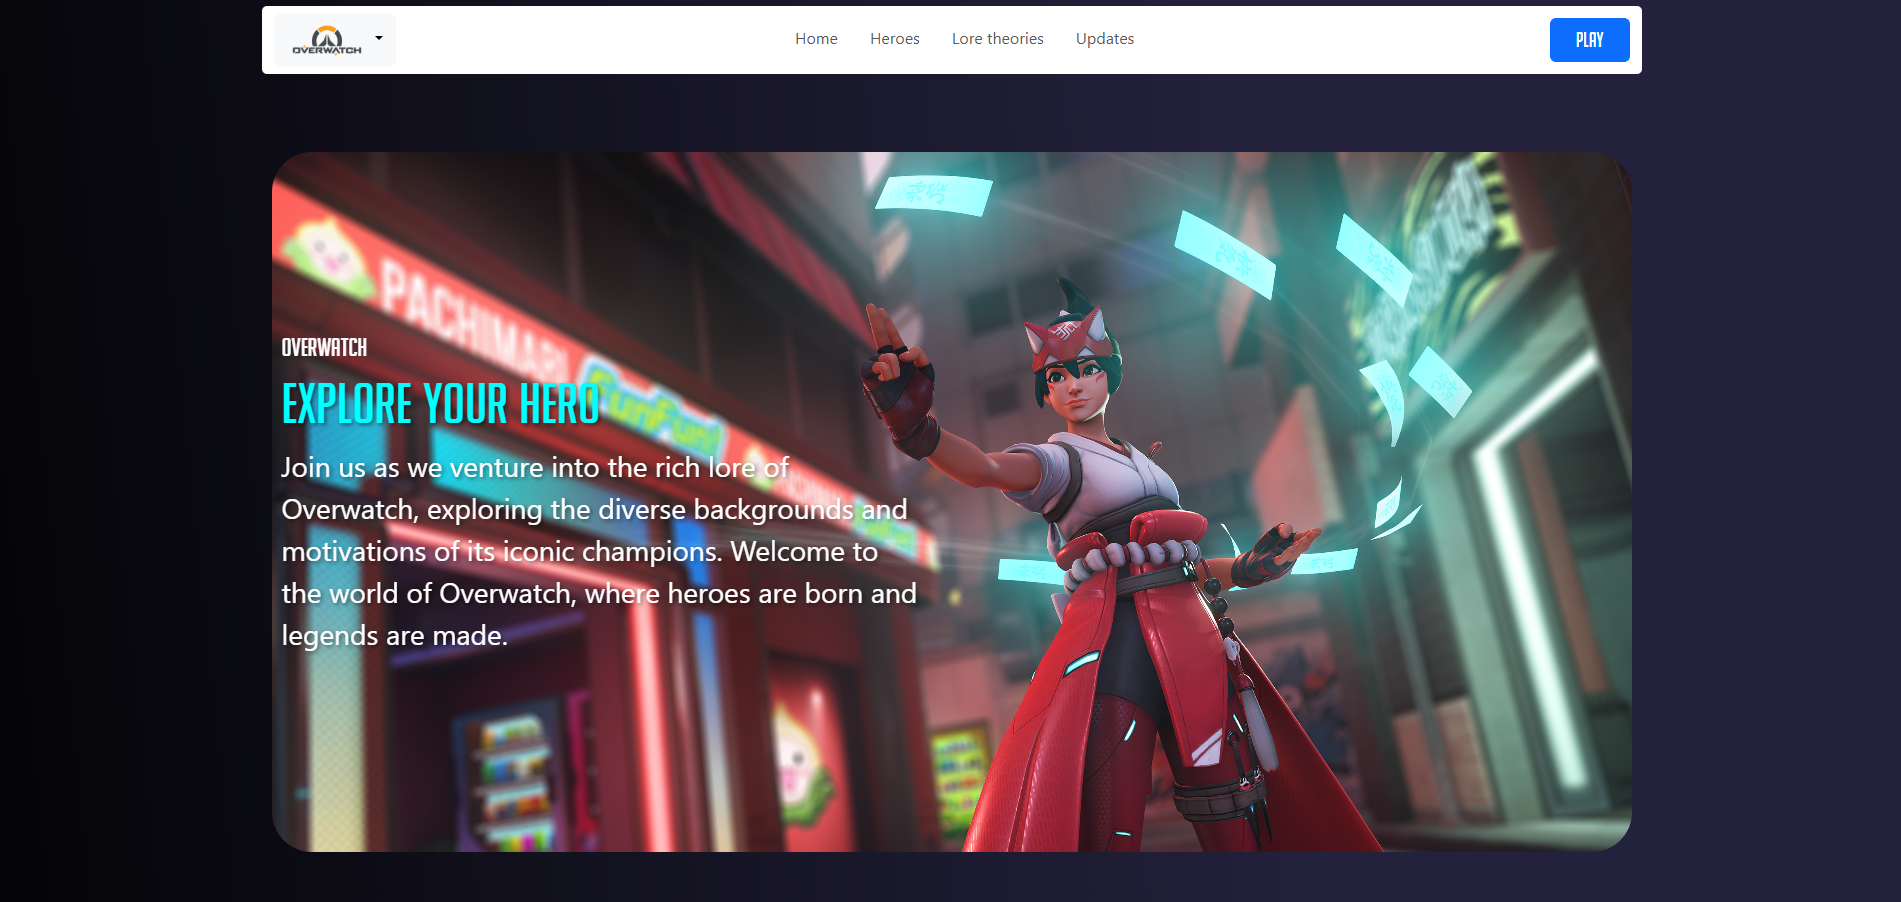 OVERWATCH
Home
Heroes
Lore theories
Updates
PLAY
PACHIMARI
OVERWATCH
EXPLORE YOUR HERO
Join us as we venture into the rich lore of
Overwatch, exploring the diverse backgrounds and
motivations of its iconic champions. Welcome to
the world of Overwatch, where heroes are born and
legends are made.